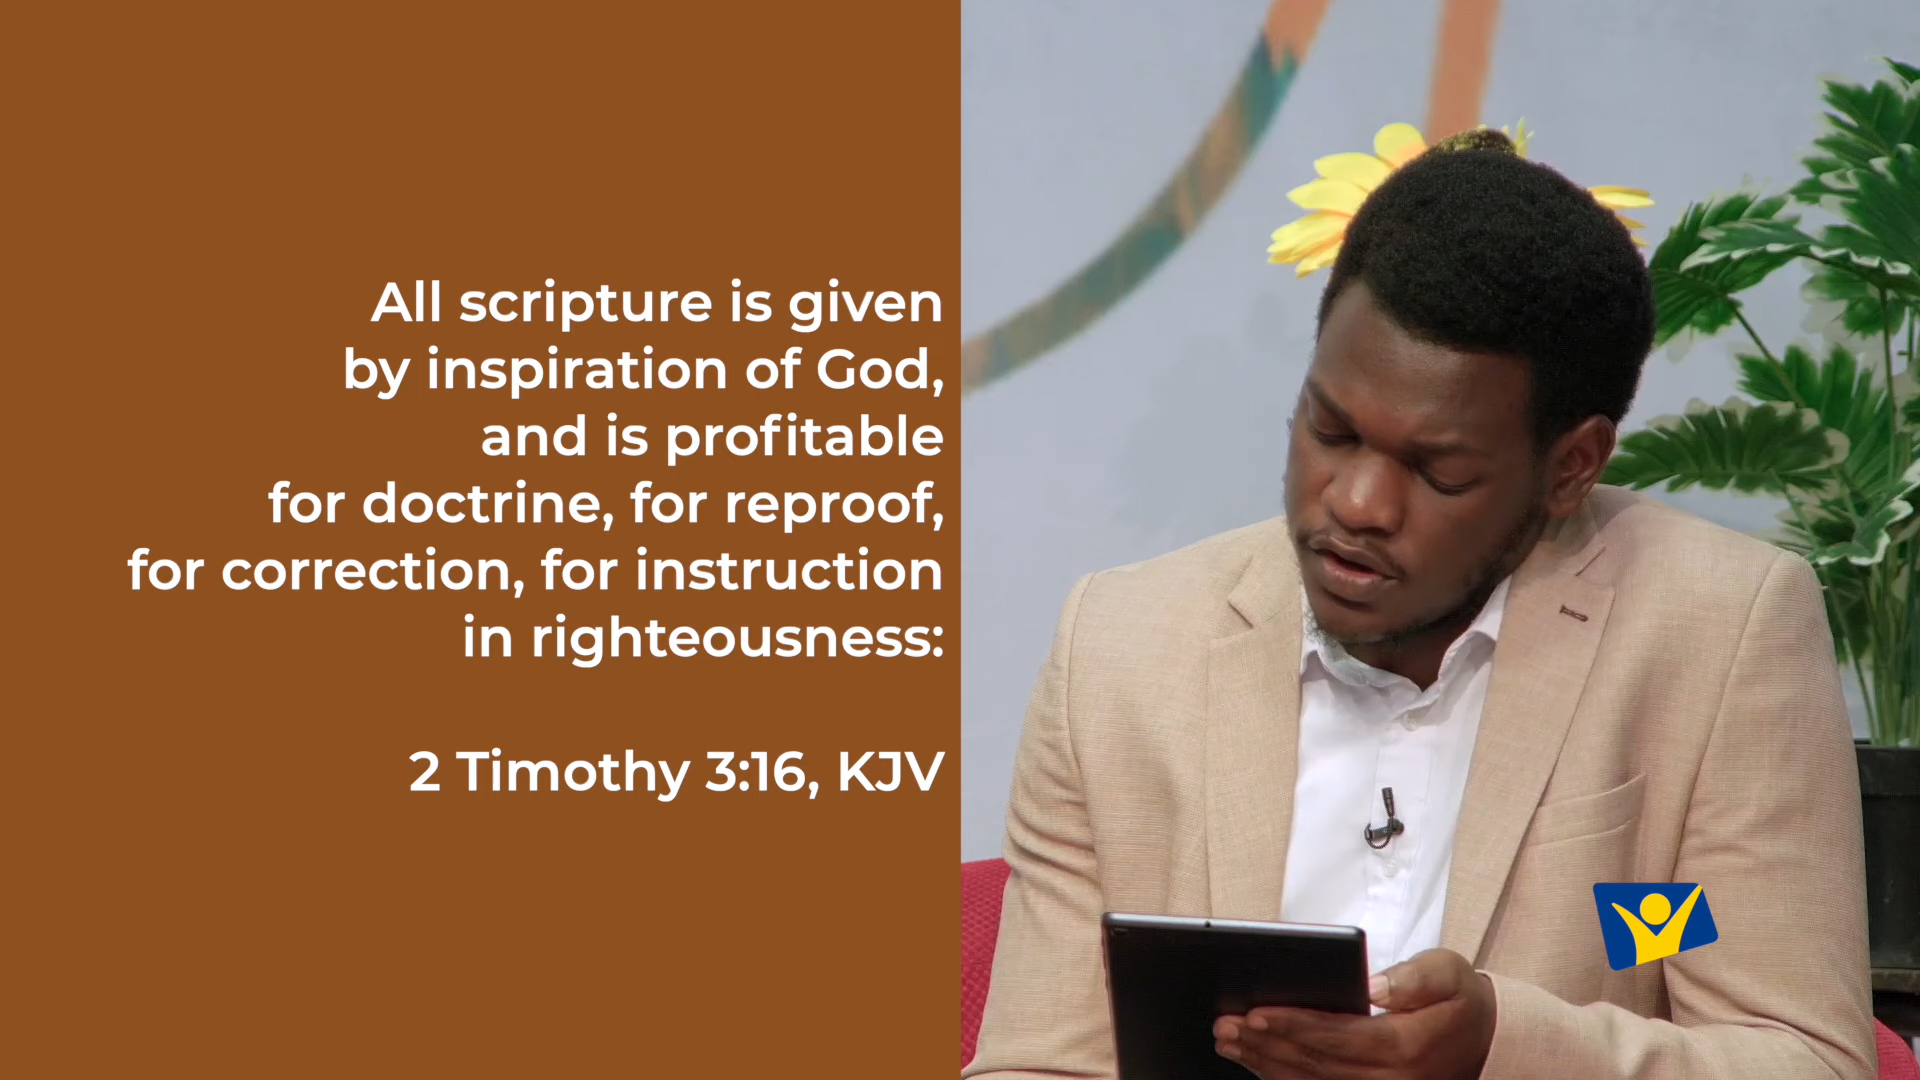 All scripture is given
by inspiration of God,
and is profitable
for doctrine, for reproof,
for correction, for instruction
in righteousness:
2 Timothy 3:16, KJV